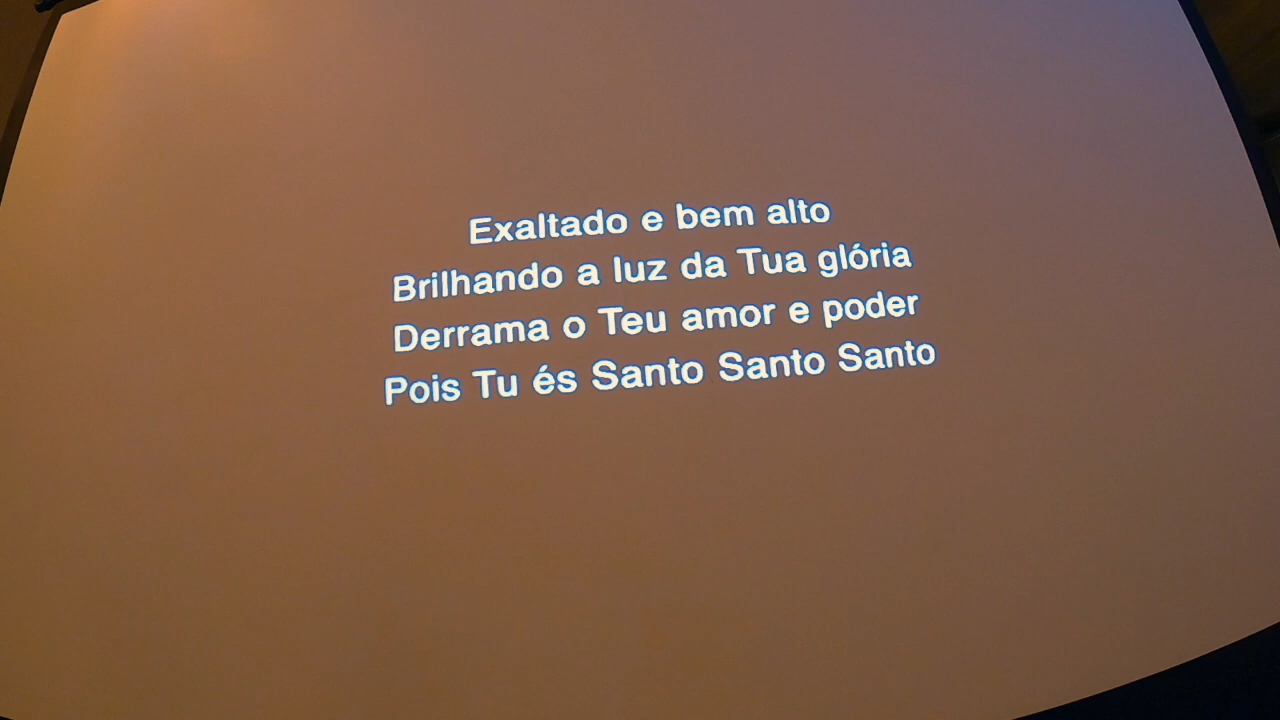 Exaltado e bem alto
Brilhando a luz da Tua glória
Derrama o Teu amor e poder
Pois Tu és Santo Santo Santo